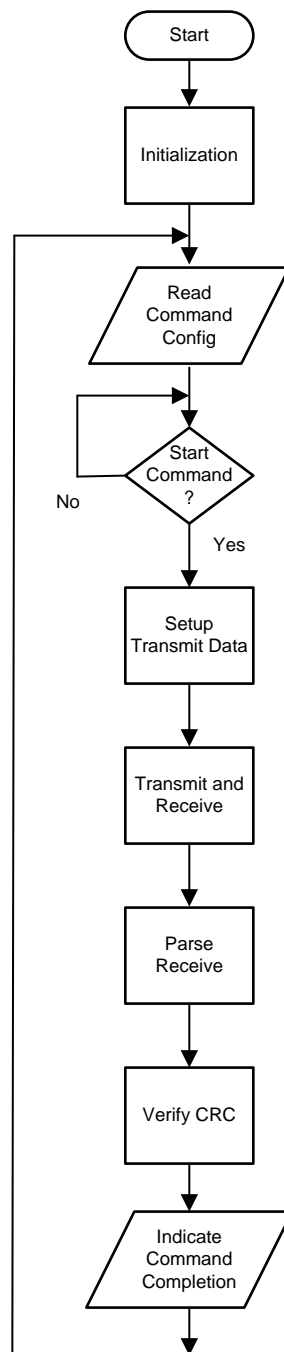 Start
Initialization
Read
Command
Config
Start
Command
?
No
Yes
Setup
Transmit Data
Transmit and
Receive
Parse
Receive
Verify CRC
Indicate
Command
Completion